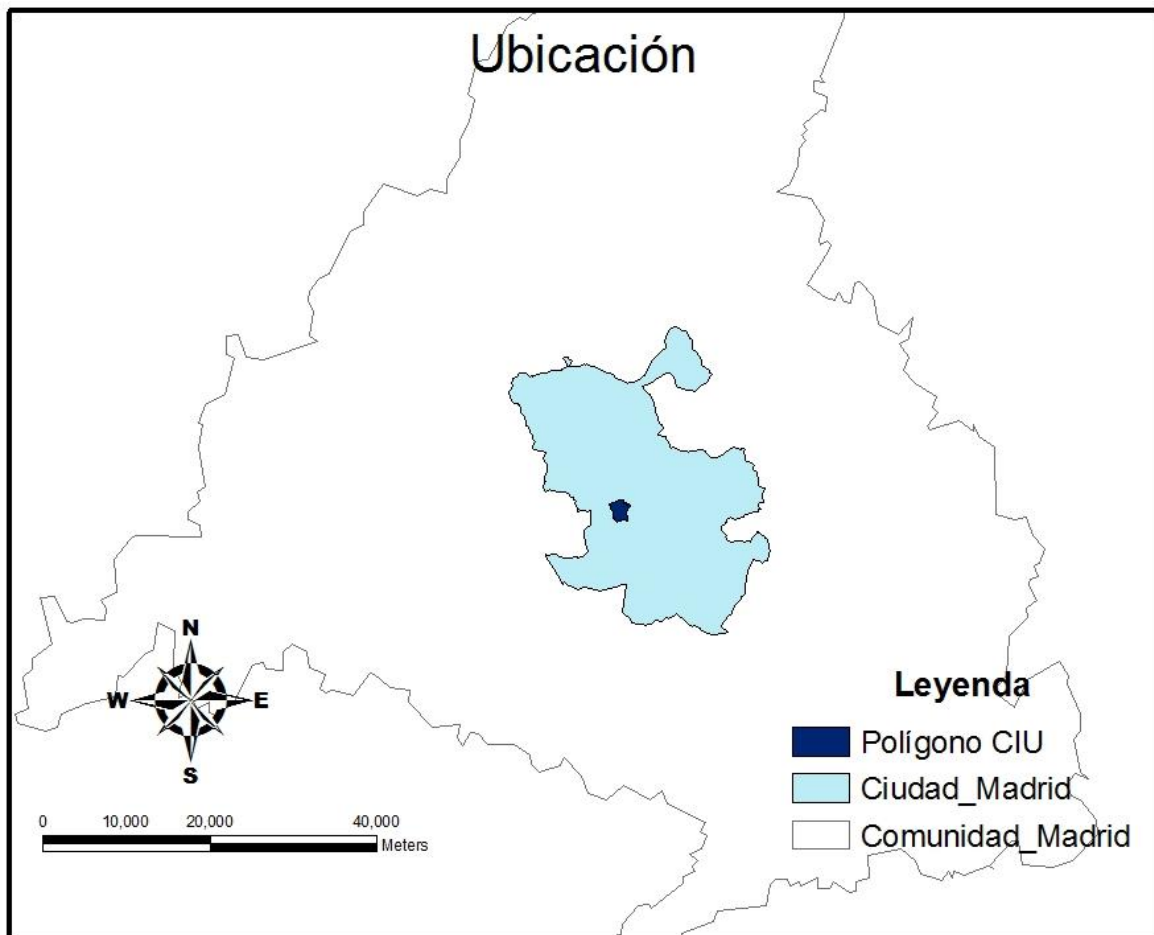 Ubicación
N
W E
S
0 10,000 20,000 40,000
Meters
Leyenda
Polígono CIU
Ciudad_Madrid
Comunidad_Madrid